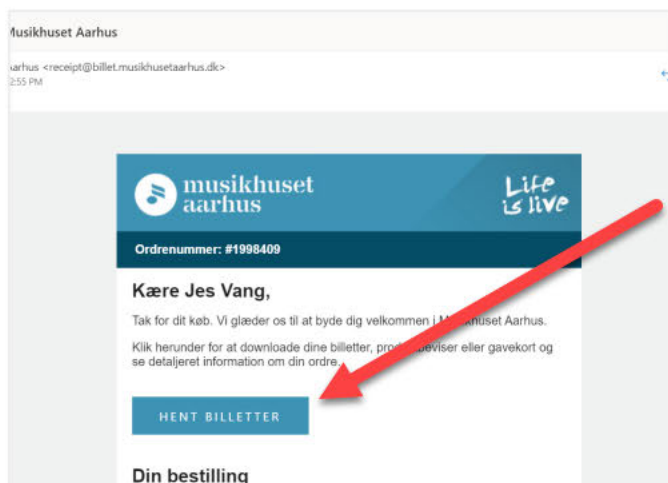 Musikhuset Aarhus
<receipt@billet.musikhusetaarhus.dk>
2:55 PM
musikhuset
aarhus
Life
is live
Ordrenummer: #1998409
Kære Jes Vang,
Tak for dit køb. Vi glæder os til at byde dig velkommen i Musikhuset Aarhus.
Klik herunder for at downloade dine billetter, eller gavekort og
se detaljeret information om din ordre.
HENT BILLETTER
Din bestilling